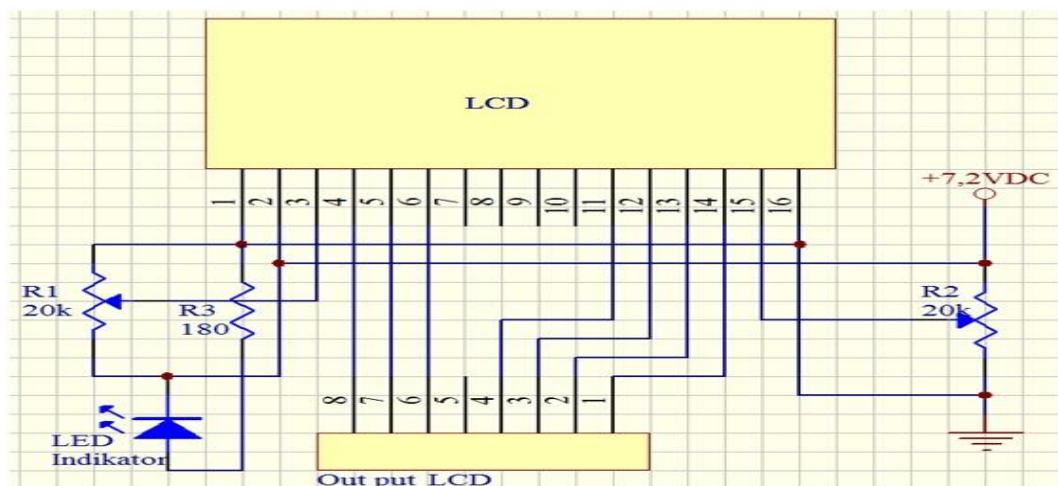 LCD
+7,2VDC
1 2 3 4 5 6 7 8 9 10 11 12 13 14 15 16
R1
20k
R3
180
R2
20k
8 7 6 5 4 3 2 1
LED
Indikator
Out put LCD